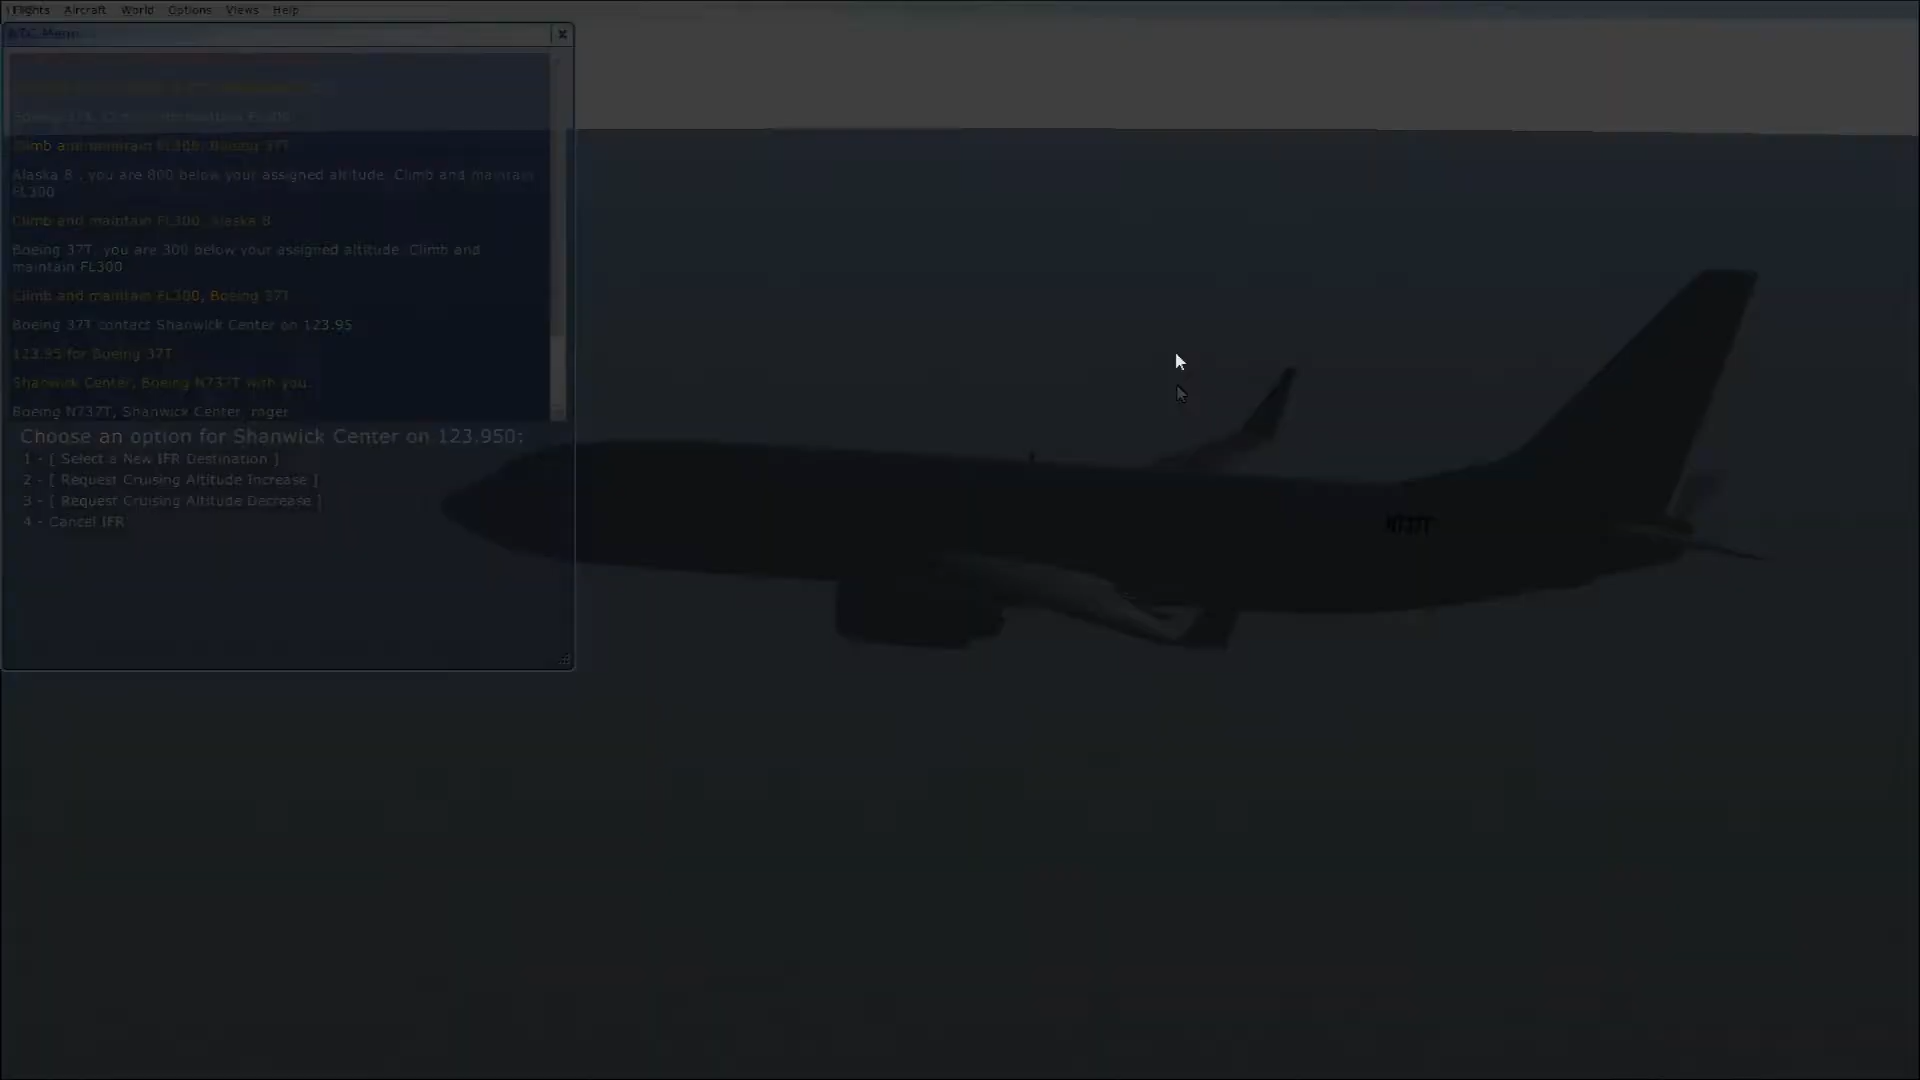 Flights Aircraft World Options Views Help
ATC Menu
Climb and maintain FL300, Boeing 37T
Alaska 8 , you are 800 below your assigned altitude. Climb and maintain
FL300
Climb and maintain FL300, Alaska 8
Boeing 37T, you are 300 below your assigned altitude. Climb and
maintain FL300
Climb and maintain FL300, Boeing 37T
Boeing 37T contact Shanwick Center on 123.95
123.95 for Boeing 37T
Shanwick Center, Boeing N737T with you.
Boeing N737T, Shanwick Center, roger
Choose an option for Shanwick Center on 123.950:
1 - [ Select a New IFR Destination ]
2 - [ Request Cruising Altitude Increase ]
3 - [ Request Cruising Altitude Decrease ]
4 - Cancel IFR
N737T